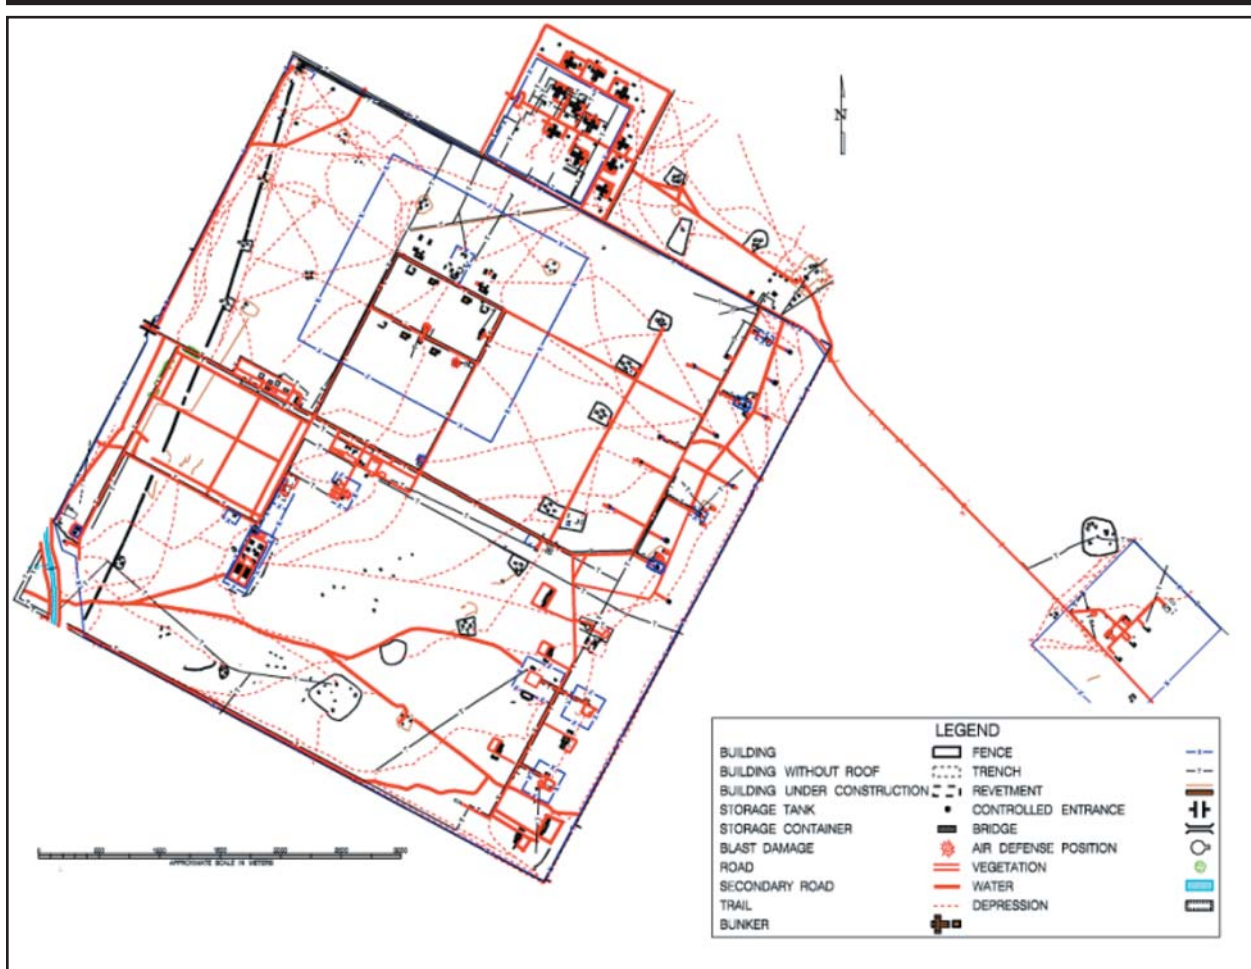 N
LEGEND
BUILDING
BUILDING WITHOUT ROOF
BUILDING UNDER CONSTRUCTION
STORAGE TANK
STORAGE CONTAINER
BLAST DAMAGE
ROAD
SECONDARY ROAD
TRAIL
BUNKER
FENCE
TRENCH
REVETMENT
CONTROLLED ENTRANCE
BRIDGE
AIR DEFENSE POSITION
VEGETATION
WATER
DEPRESSION
APPROXIMATE SCALE IN METERS